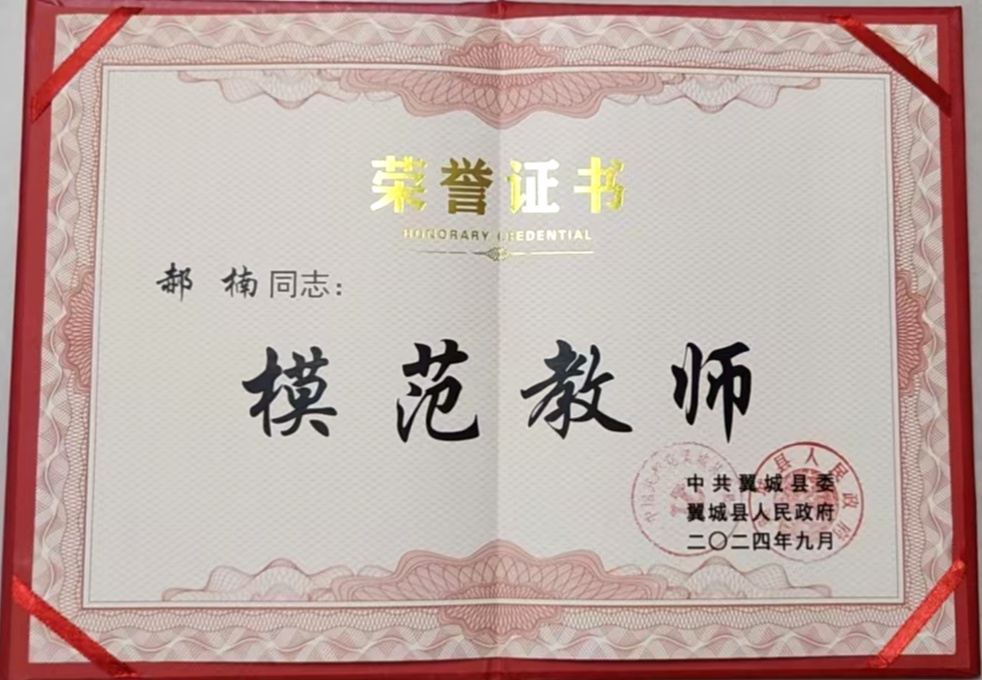 荣誉证书
HONORARY CREDENTIAL
郝 楠同志：
模范教师
中共翼城县委
翼城县人民政府
二〇二四年九月